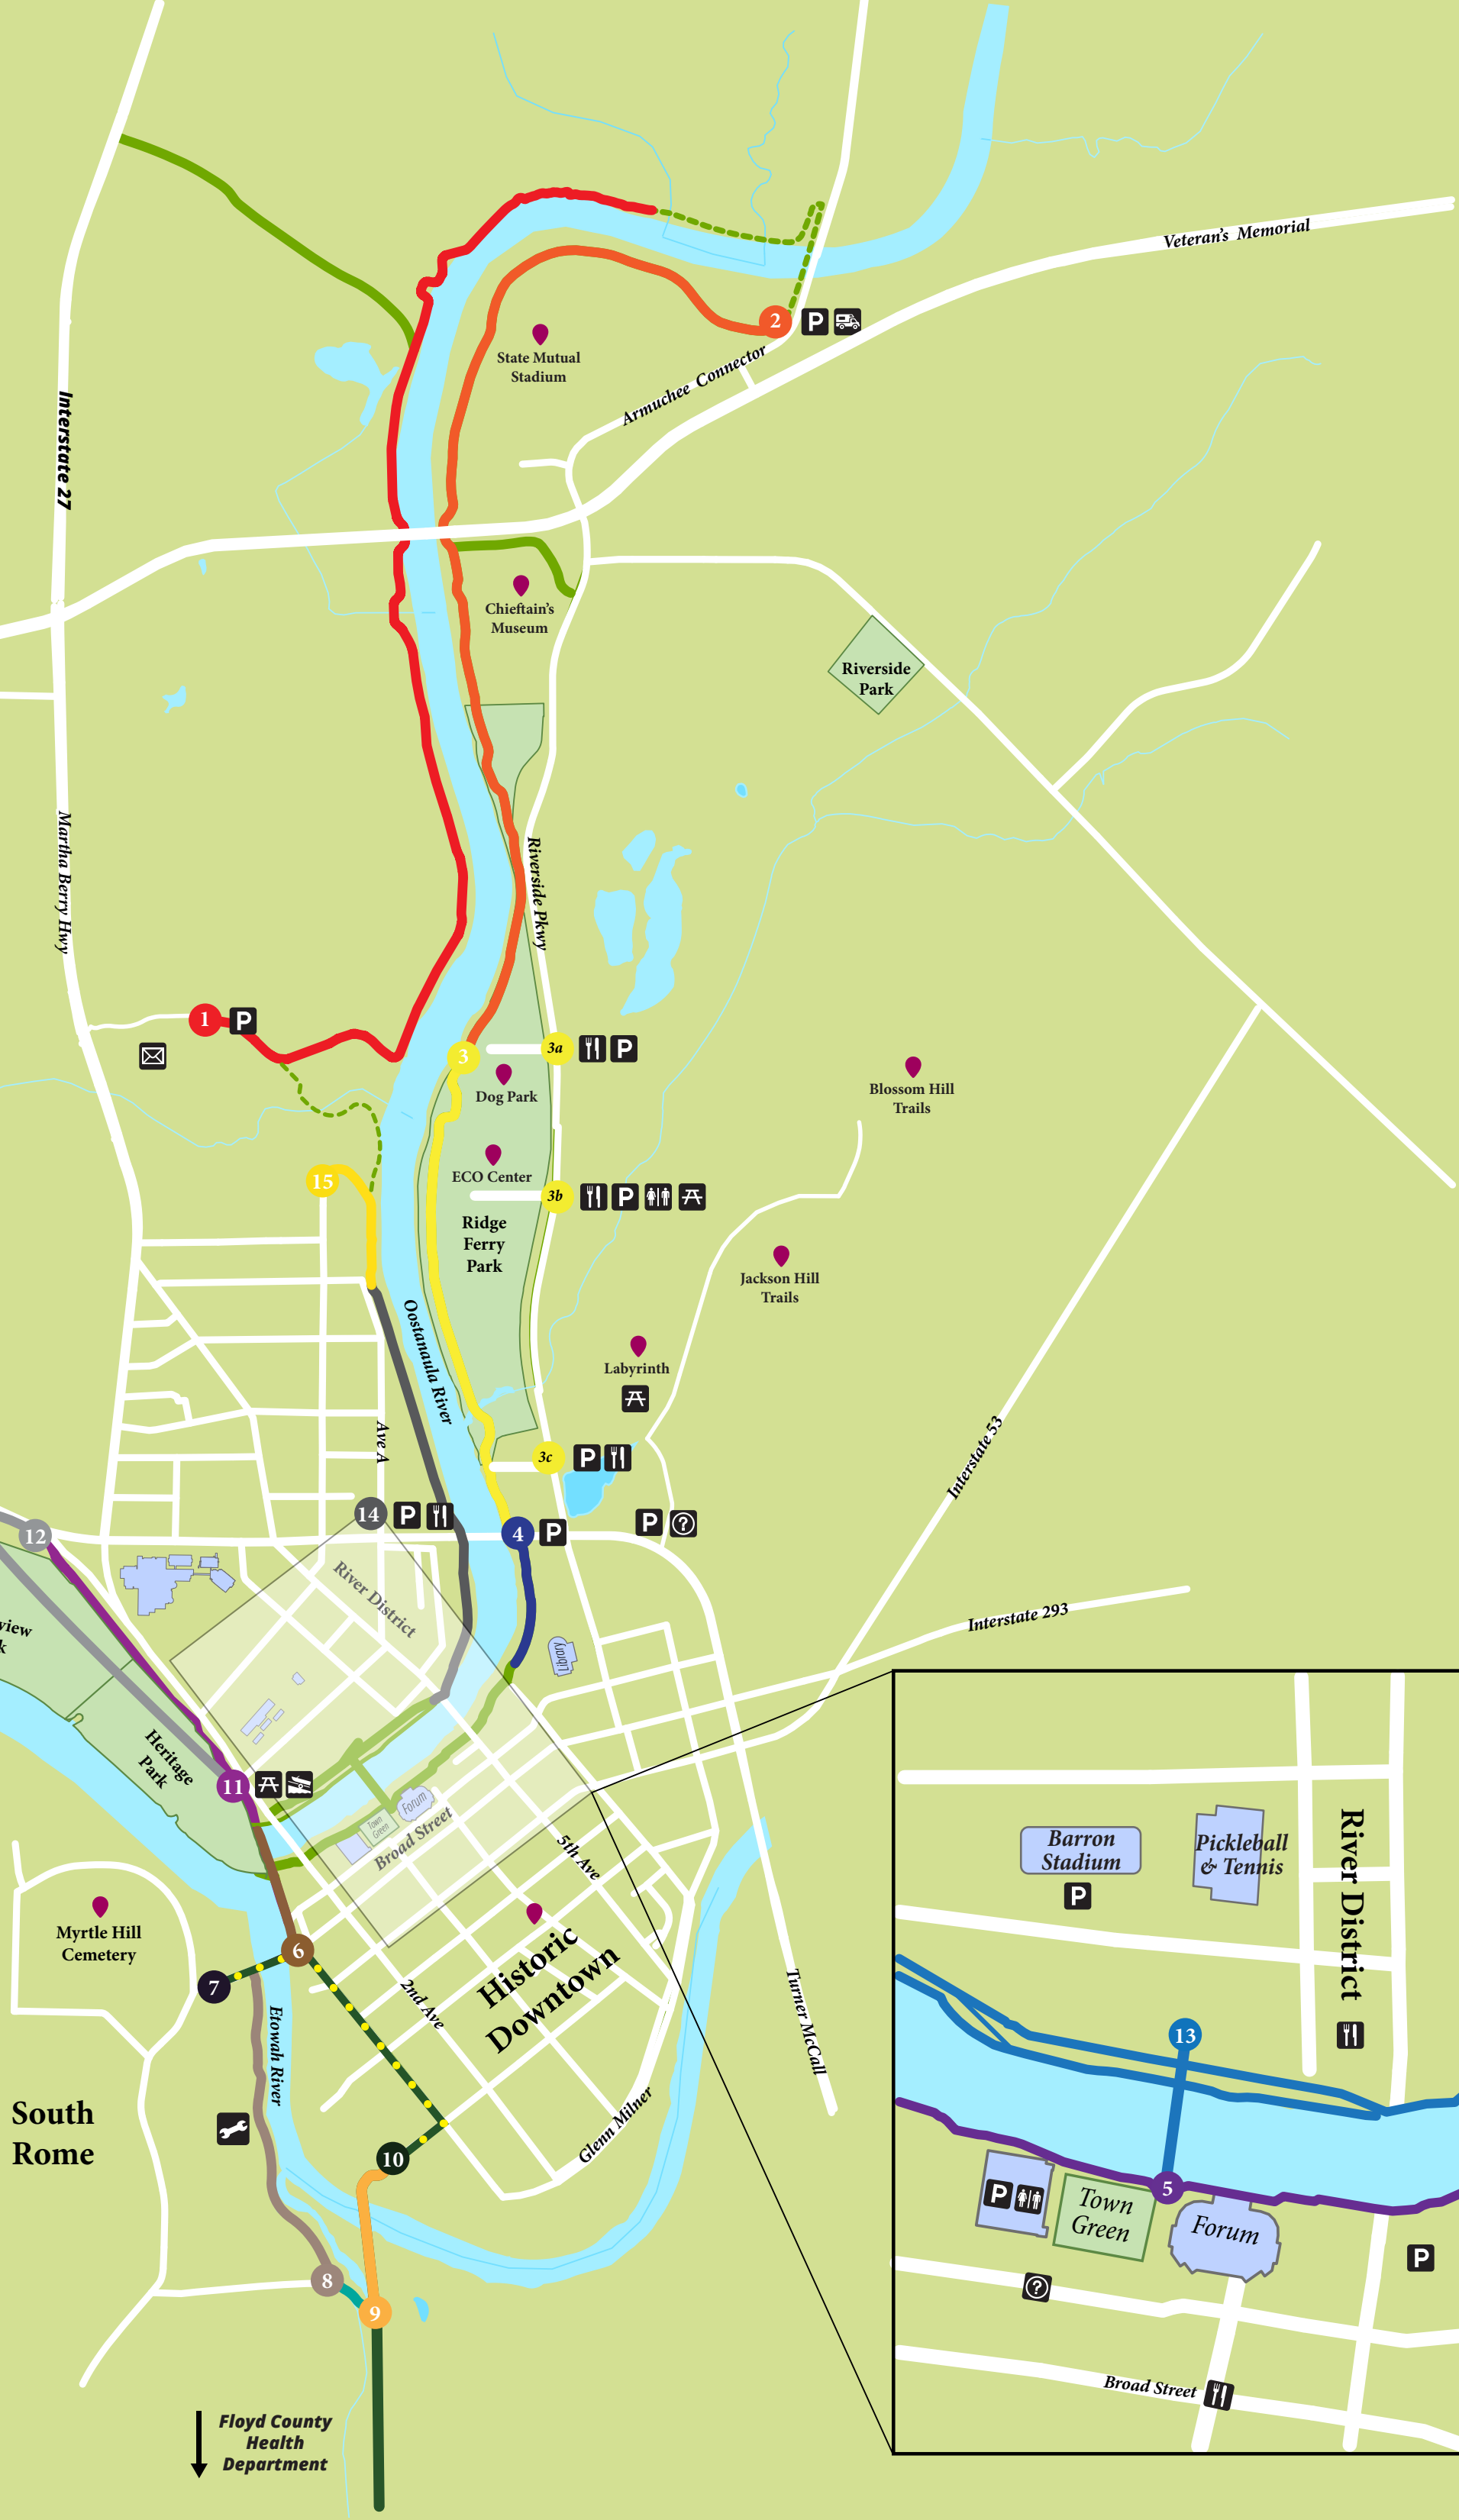 Veteran's Memorial
2
P
State Mutual
Stadium
Armuchee Connector
Interstate 27
Chieftain's
Museum
Riverside
Park
Martha Berry Hwy
Riverside Pkwy
1
P
3
3a
P
Dog Park
Blossom Hill
Trails
ECO Center
15
3b
P
Ridge
Ferry
Park
Jackson Hill
Trails
Oostanaula River
Labyrinth
Ave A
3c
P
Interstate 53
14
P
4
P
P
?
12
River District
Interstate 293
view
k
Library
Heritage
Park
11
Town
Green
Forum
Broad Street
5th Ave
Barron
Stadium
P
Pickleball
& Tennis
River District
Myrtle Hill
Cemetery
6
7
Historic
Downtown
2nd Ave
Turner McCall
Etowah River
13
South
Rome
Glenn Milner
10
5
P
Town
Green
Forum
P
?
8
9
Broad Street
Floyd County
Health
Department